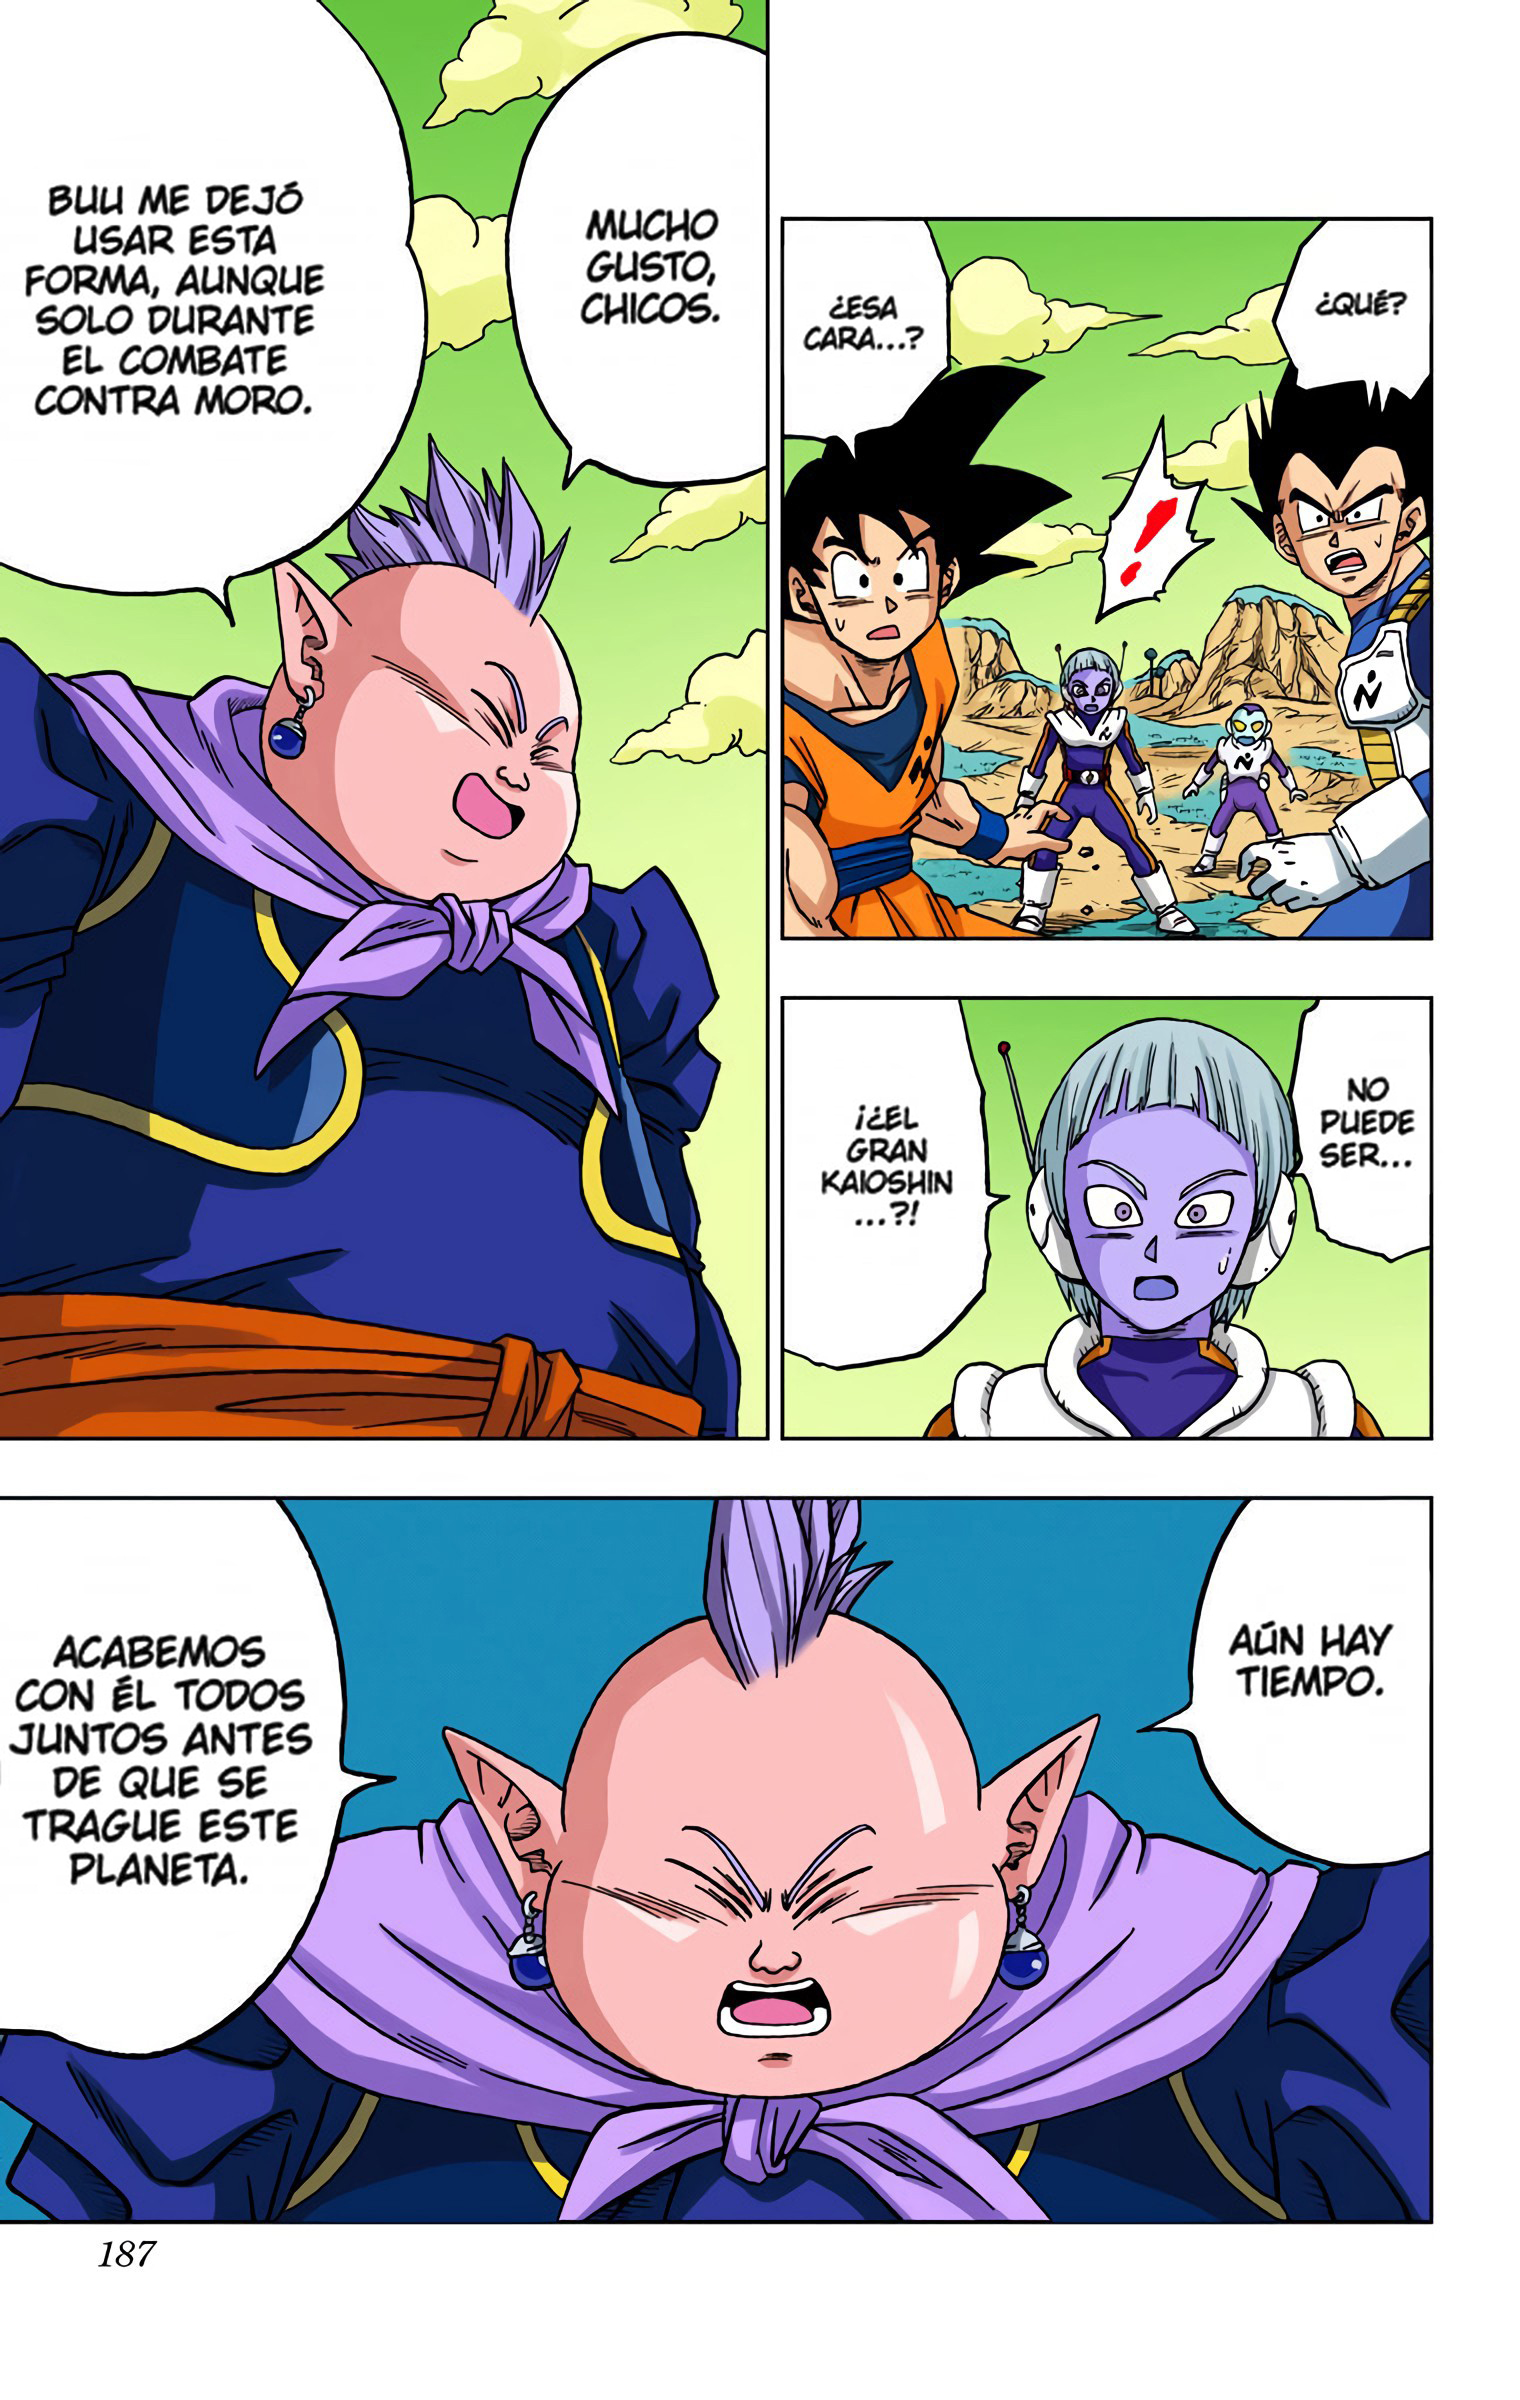 ¿QUÉ?
¿ESA
CARA...?
NO
PUEDE
SER...
¡¿EL
GRAN
KAIOSHIN
...?!
MUCHO
GUSTO,
CHICOS.
BUU ME DEJÓ
USAR ESTA
FORMA, AUNQUE
SOLO DURANTE
EL COMBATE
CONTRA MORO.
AÚN HAY
TIEMPO.
ACABEMOS
CON ÉL TODOS
JUNTOS ANTES
DE QUE SE
TRAGUE ESTE
PLANETA.
187